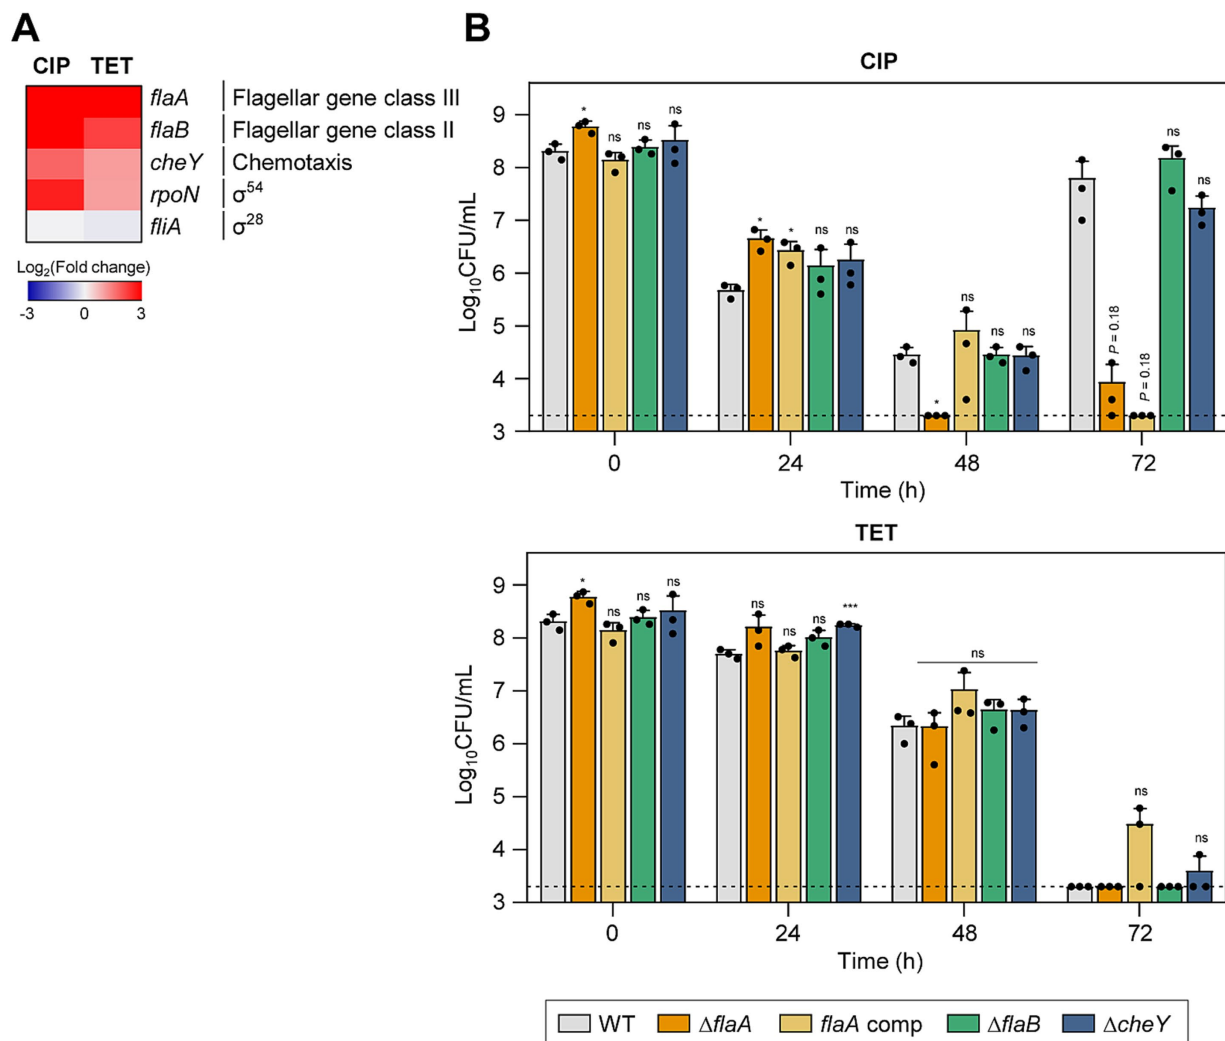 A
CIP TET
flaA Flagellar gene class III
flaB Flagellar gene class II
cheY Chemotaxis
rpoN σ54
fliA σ28
Log2(Fold change)
-3 0 3
B
CIP
Log10CFU/mL
9
8
7
6
5
4
3
* ns ns ns
* * ns ns
* ns ns ns
P = 0.18 P = 0.18 ns ns
0 24 48 72
Time (h)
TET
Log10CFU/mL
9
8
7
6
5
4
3
* ns ns ns
ns ns ns ***
ns
ns ns
0 24 48 72
Time (h)
WT ΔflaA flaA comp ΔflaB ΔcheY